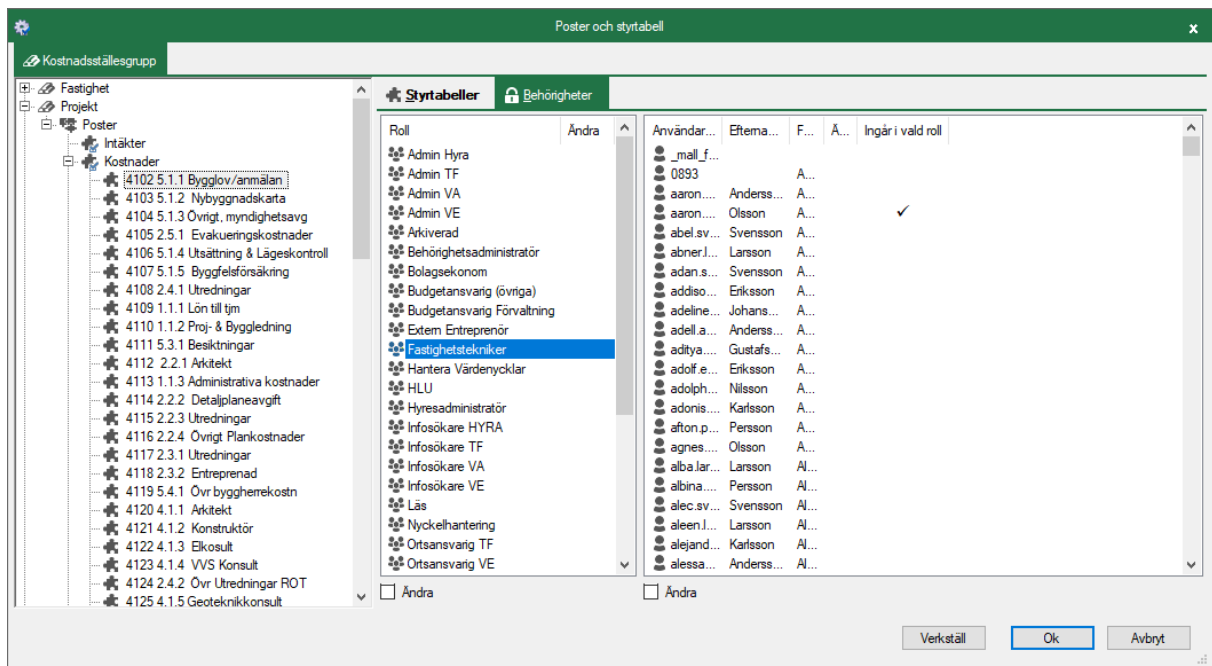 Poster och styrtabell
x
Kostnadsställesgrupp
Fastighet
Projekt
Poster
Intäkter
Kostnader
4102 5.1.1 Bygglov/anmälan
4103 5.1.2 Nybyggnadskarta
4104 5.1.3 Övrigt, myndighetsavg
4105 2.5.1 Evakueringskostnader
4106 5.1.4 Utsättning & Lägeskontroll
4107 5.1.5 Byggfelsförsäkring
4108 2.4.1 Utredningar
4109 1.1.1 Lön till tjm
4110 1.1.2 Proj- & Byggledning
4111 5.3.1 Besiktningar
4112 2.2.1 Arkitekt
4113 1.1.3 Administrativa kostnader
4114 2.2.2 Detaljplaneavgift
4115 2.2.3 Utredningar
4116 2.2.4 Övrigt Plankostnader
4117 2.3.1 Utredningar
4118 2.3.2 Entreprenad
4119 5.4.1 Övr byggherrekostn
4120 4.1.1 Arkitekt
4121 4.1.2 Konstruktör
4122 4.1.3 Elkosult
4123 4.1.4 VVS Konsult
4124 2.4.2 Övr Utredningar ROT
4125 4.1.5 Geoteknikkonsult
Styrtabeller
Behörigheter
Roll Ändra
Admin Hyra
Admin TF
Admin VA
Admin VE
Arkiverad
Behörighetsadministratör
Bolagsekonom
Budgetansvarig (övriga)
Budgetansvarig Förvaltning
Extern Entreprenör
Fastighetstekniker
Hantera Värdenycklar
HLU
Hyresadministratör
Infosökare HYRA
Infosökare TF
Infosökare VA
Infosökare VE
Läs
Nyckelhantering
Ortsansvarig TF
Ortsansvarig VE
Ändra
Användar... Efterna... F... Ä... Ingår i vald roll
_mall_f...
0893 A...
aaron.... Anderss... A...
aaron.... Olsson A... ✓
abel.sv... Svensson A...
abner.l... Larsson A...
adan.s... Svensson A...
addiso... Eriksson A...
adeline... Johans... A...
adell.a... Anderss... A...
aditya.... Gustafs... A...
adolf.e... Eriksson A...
adolph... Nilsson A...
adonis.... Karlsson A...
afton.p... Persson A...
agnes.... Olsson A...
alba.lar... Larsson Al...
albina.... Persson Al...
alec.sv... Svensson Al...
aleen.l... Larsson Al...
alejand... Karlsson Al...
alessa... Anderss... Al...
Ändra
Verkställ Ok Avbryt